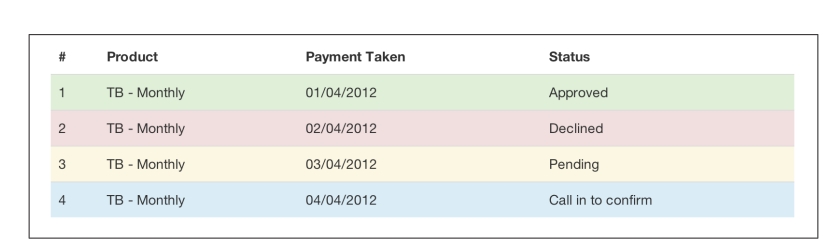 # Product Payment Taken Status
1 TB - Monthly 01/04/2012 Approved
2 TB - Monthly 02/04/2012 Declined
3 TB - Monthly 03/04/2012 Pending
4 TB - Monthly 04/04/2012 Call in to confirm